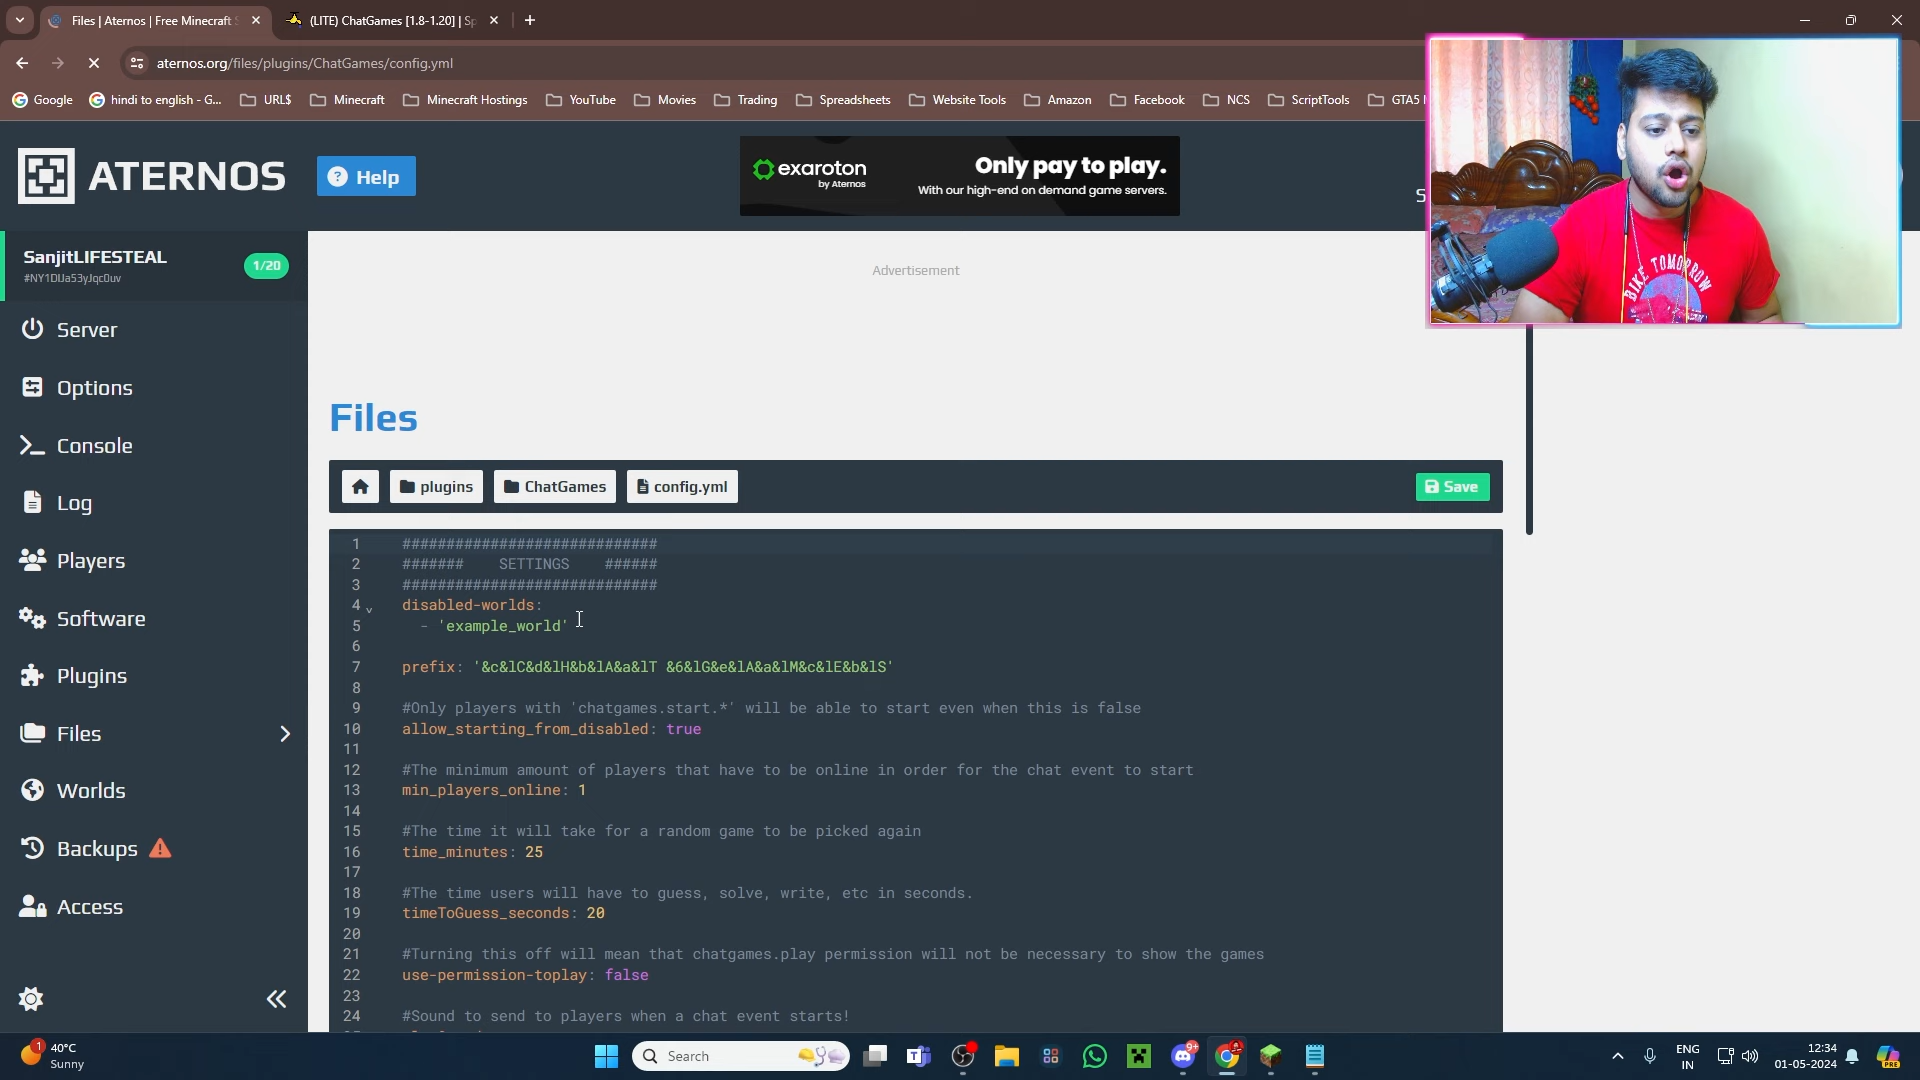 Files | Aternos | Free Minecraft
(LITE) ChatGames [1.8-1.20] | Sp
aternos.org/files/plugins/ChatGames/config.yml
Google
hindi to english - G...
URL$
Minecraft
Minecraft Hostings
YouTube
Movies
Trading
Spreadsheets
Website Tools
Amazon
Facebook
NCS
ScriptTools
GTA5
ATERNOS
? Help
exaroton
by Aternos
Only pay to play.
With our high-end on demand game servers.
S
BIKE TOMORROW
SanjitLIFESTEAL
1/20
Server
Options
Console
Log
Players
Software
Plugins
Files
Worlds
Backups
Access
Advertisement
Files
plugins
ChatGames
config.yml
Save
1 #############################
2 ####### SETTINGS ######
3 #############################
4 disabled-worlds:
5 - 'example_world'
6
7 prefix: '&c&lC&d&lH&b&lA&a&lT &6&lG&e&lA&a&lM&c&lE&b&lS'
8
9 #Only players with 'chatgames.start.*' will be able to start even when this is false
10 allow_starting_from_disabled: true
11
12 #The minimum amount of players that have to be online in order for the chat event to start
13 min_players_online: 1
14
15 #The time it will take for a random game to be picked again
16 time_minutes: 25
17
18 #The time users will have to guess, solve, write, etc in seconds.
19 timeToGuess_seconds: 20
20
21 #Turning this off will mean that chatgames.play permission will not be necessary to show the games
22 use-permission-toplay: false
23
24 #Sound to send to players when a chat event starts!
1
40°C
Sunny
Search
9+
ENG
IN
12:34
01-05-2024
PRE